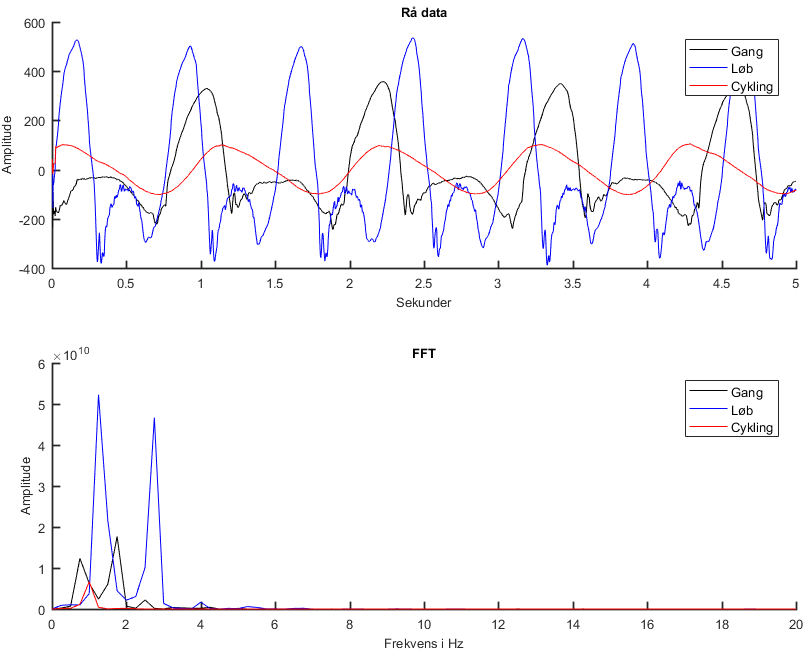 Rå data
Amplitude
600
400
200
0
-200
-400
Gang
Løb
Cykling
0 0.5 1 1.5 2 2.5 3 3.5 4 4.5 5
Sekunder
FFT
×10^10
Amplitude
6
5
4
3
2
1
0
Gang
Løb
Cykling
0 2 4 6 8 10 12 14 16 18 20
Frekvens i Hz